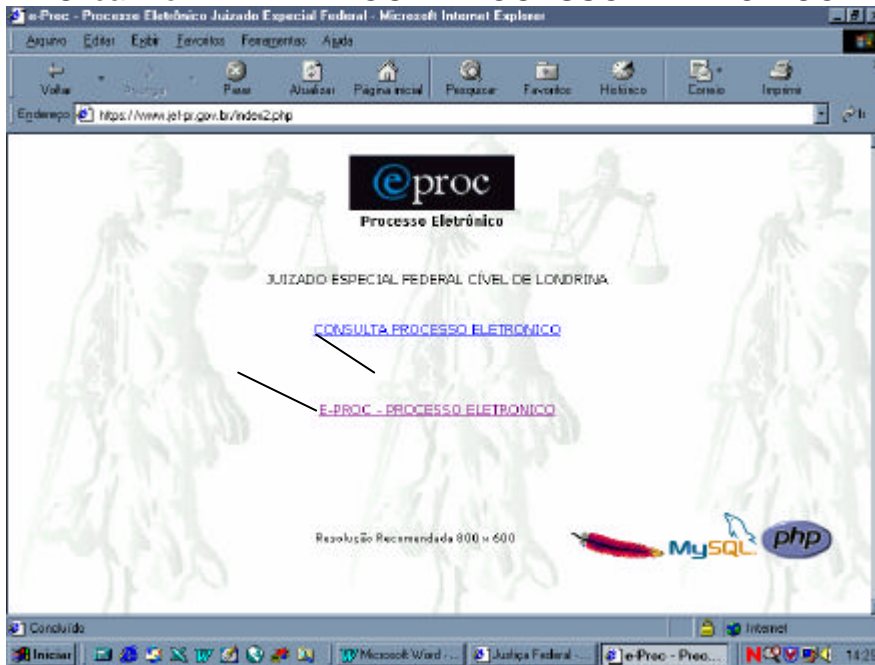 e-Proc - Processo Eletrônico Juizado Especial Federal - Microsoft Internet Explorer
Arquivo Editar Exibir Favoritos Ferramentas Ajuda
Voltar Avançar Parar Atualizar Página inicial Pesquisar Favoritos Histórico Correio Imprimir
Endereço https://www.jef-pr.gov.br/index2.php
eproc
Processo Eletrônico
JUIZADO ESPECIAL FEDERAL CÍVEL DE LONDRINA
CONSULTA PROCESSO ELETRONICO
E-PROC - PROCESSO ELETRONICO
Resolução Recomendada 800 x 600
MySQL php
Concluído Internet
Iniciar Microsoft Word - ... Justiça Federal - ... e-Proc - Proc...